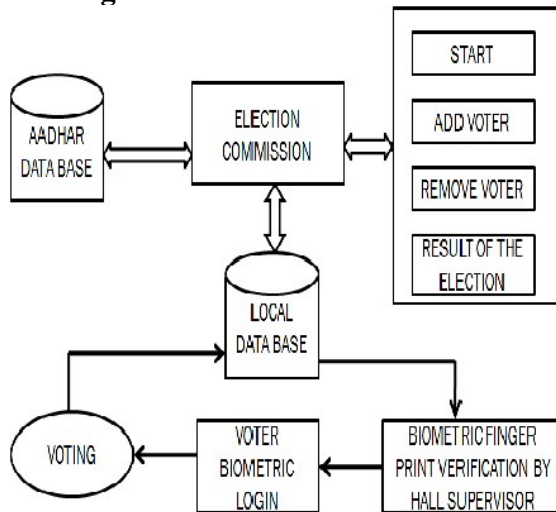 START
AADHAR
DATA BASE
ELECTION
COMMISSION
ADD VOTER
REMOVE VOTER
RESULT OF THE
ELECTION
LOCAL
DATA BASE
VOTING
VOTER
BIOMETRIC
LOGIN
BIOMETRIC FINGER
PRINT VERIFICATION BY
HALL SUPERVISOR